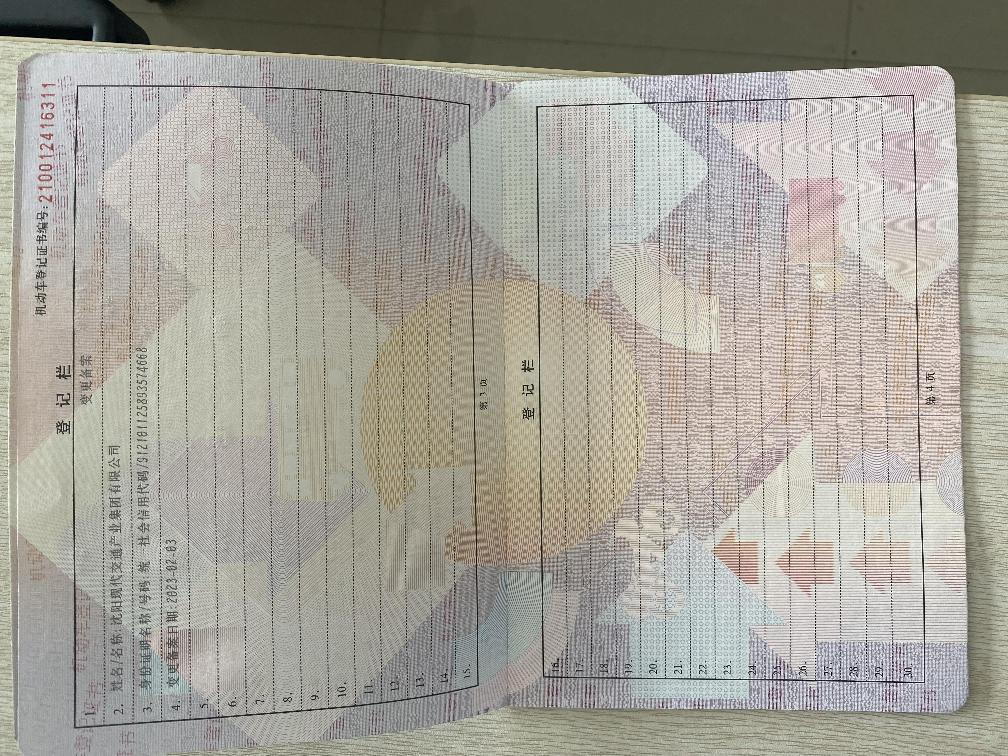 机动车登记证书编号:210012416311
登记栏
1. 变更备案
2. 姓名/名称 沈阳现代交通产业集团有限公司
3. 身份证明名称/号码 统一社会信用代码/91210112589357466B
4. 变更备案日期:2023-02-03
5.
6.
7.
8.
9.
10.
11.
12.
13.
14.
15.
第 3 页
登记栏
16.
17.
18.
19.
20.
21.
22.
23.
24.
25.
26.
27.
28.
29.
30.
第 4 页